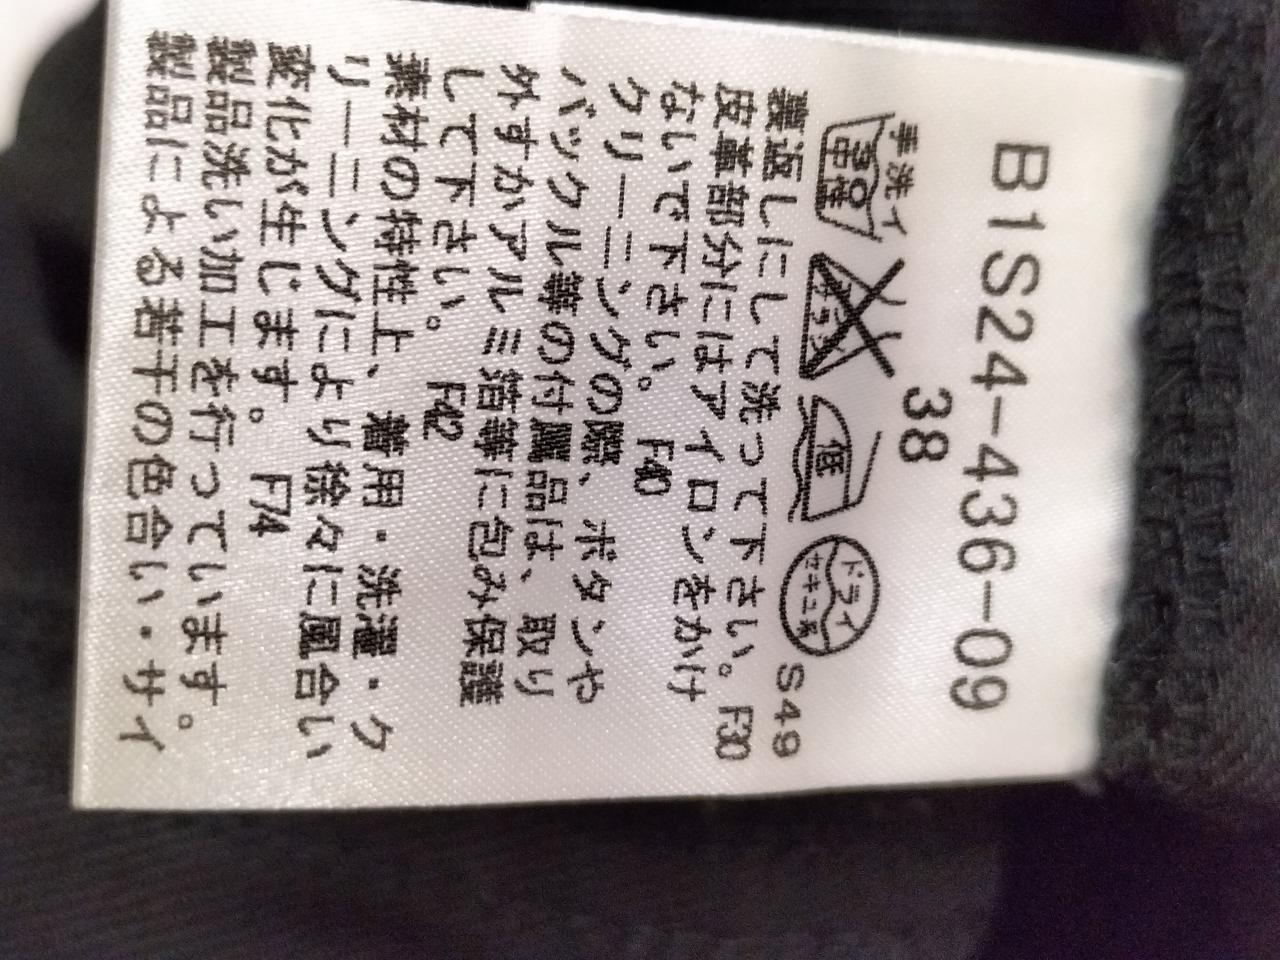 B1S24-436-09
38
手洗イ
30
中性
エンソ
サラシ
低
ドライ
セキユ系
S49
裏返しにして洗って下さい。 F30
皮革部分にはアイロンをかけ
ないで下さい。 F40
クリーニングの際、ボタンや
バックル等の付属品は、取り
外すかアルミ箔等に包み保護
して下さい。 F42
素材の特性上、着用・洗濯・ク
リーニングにより徐々に風合い
変化が生じます。 F74
製品洗い加工を行っています。
製品による若干の色合い・サイ